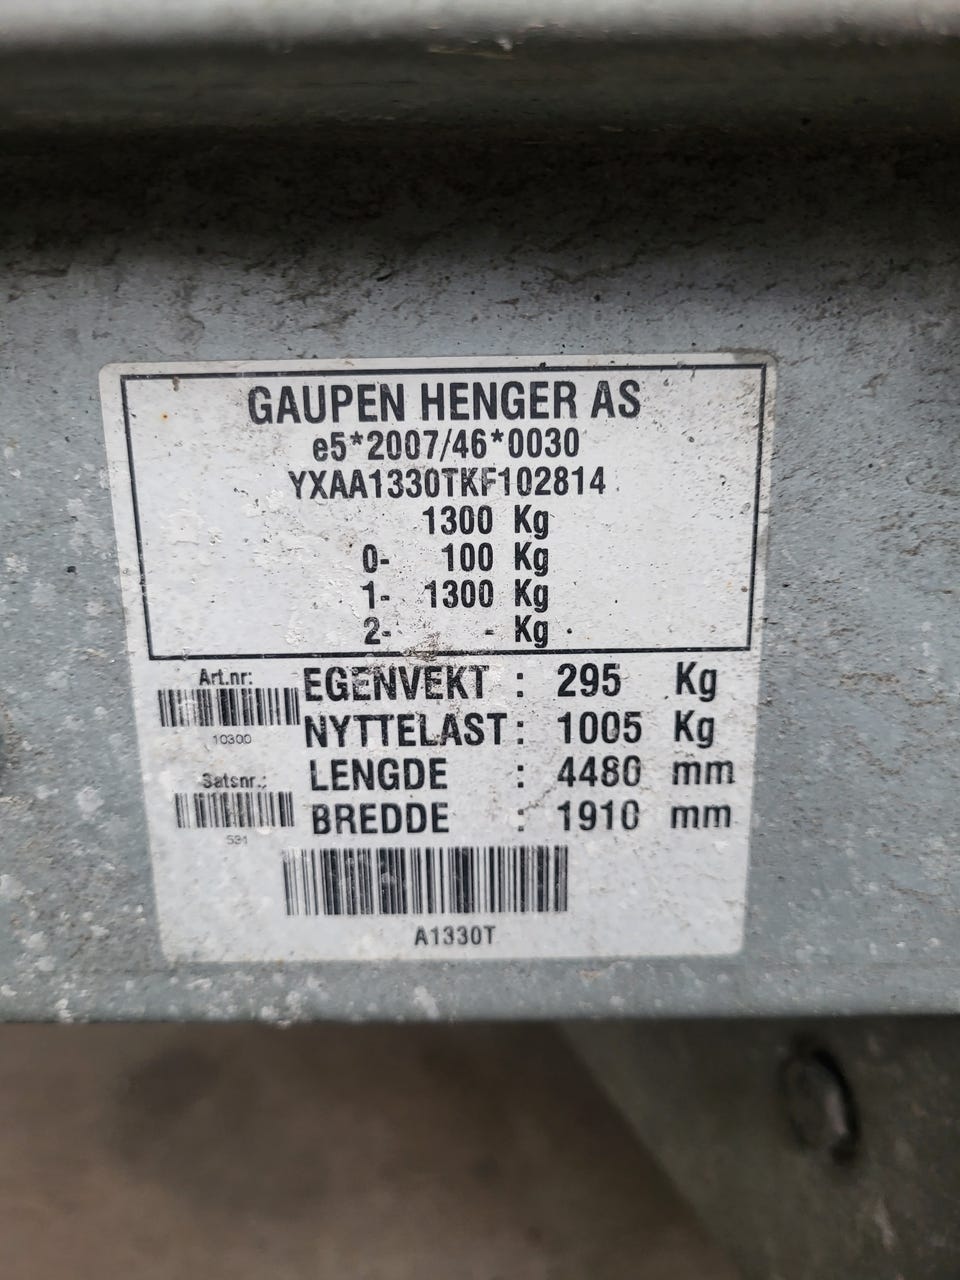 GAUPEN HENGER AS
e5*2007/46*0030
YXAA1330TKF102814
1300 Kg
0- 100 Kg
1- 1300 Kg
2- - Kg
Art.nr:
10300
EGENVEKT : 295 Kg
NYTTELAST : 1005 Kg
LENGDE : 4480 mm
Satsnr.:
531
BREDDE : 1910 mm
A1330T